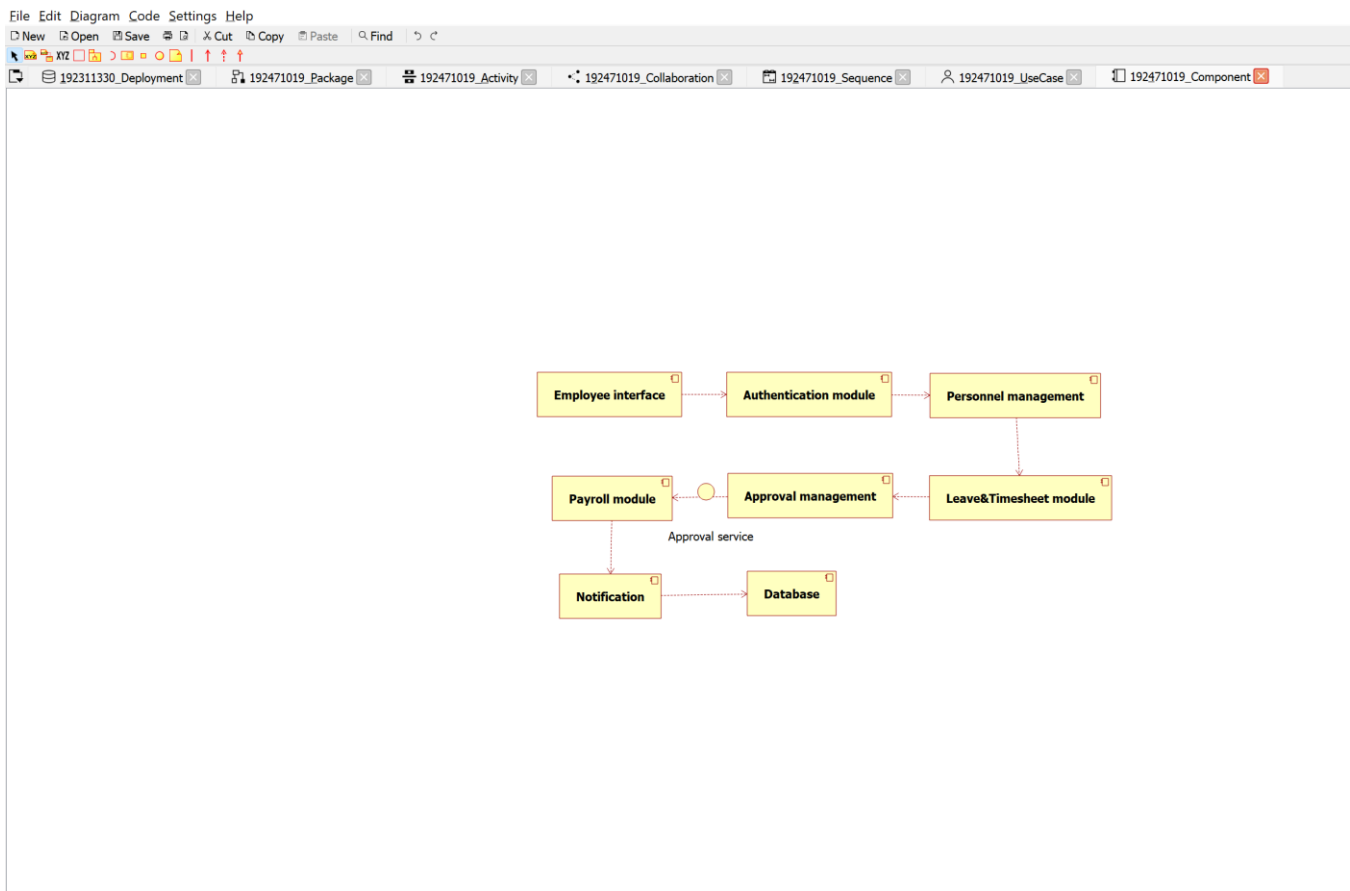 File Edit Diagram Code Settings Help
New Open Save Cut Copy Paste Find
xyz XYZ
192311330_Deployment 192471019_Package 192471019_Activity 192471019_Collaboration 192471019_Sequence 192471019_UseCase 192471019_Component
Employee interface Authentication module Personnel management
Payroll module Approval management Leave&Timesheet module
Approval service
Notification Database